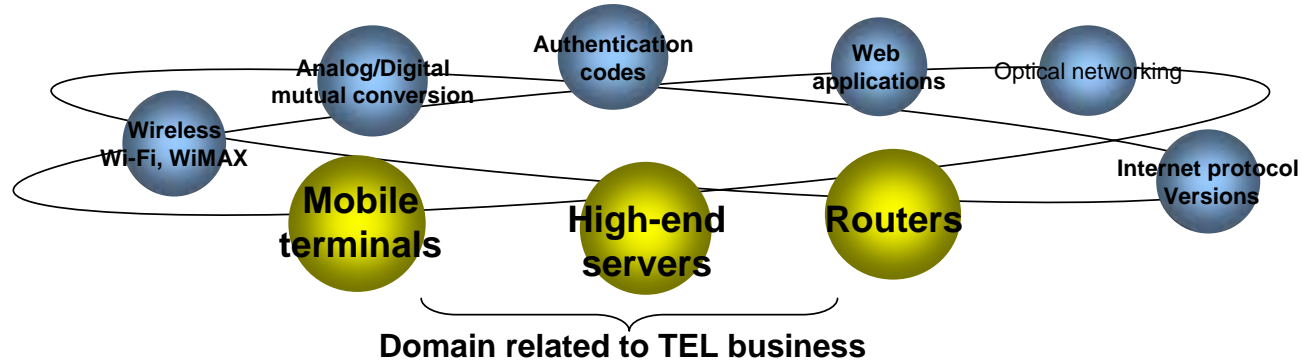 Authentication
codes
Web
applications
Optical networking
Analog/Digital
mutual conversion
Wireless
Wi-Fi, WiMAX
Internet protocol
Versions
Mobile
terminals
High-end
servers
Routers
Domain related to TEL business